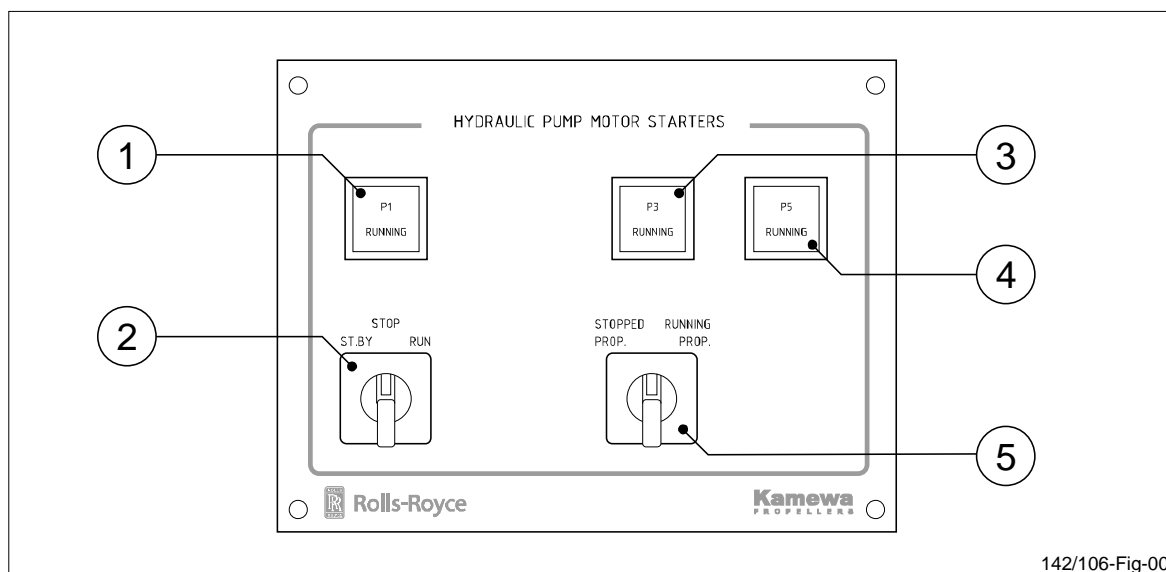 HYDRAULIC PUMP MOTOR STARTERS
1
3
P1
RUNNING
P3
RUNNING
P5
RUNNING
4
2
STOP
ST.BY RUN
STOPPED RUNNING
PROP. PROP.
5
Rolls-Royce
Kamewa
PROPELLERS
142/106-Fig-00